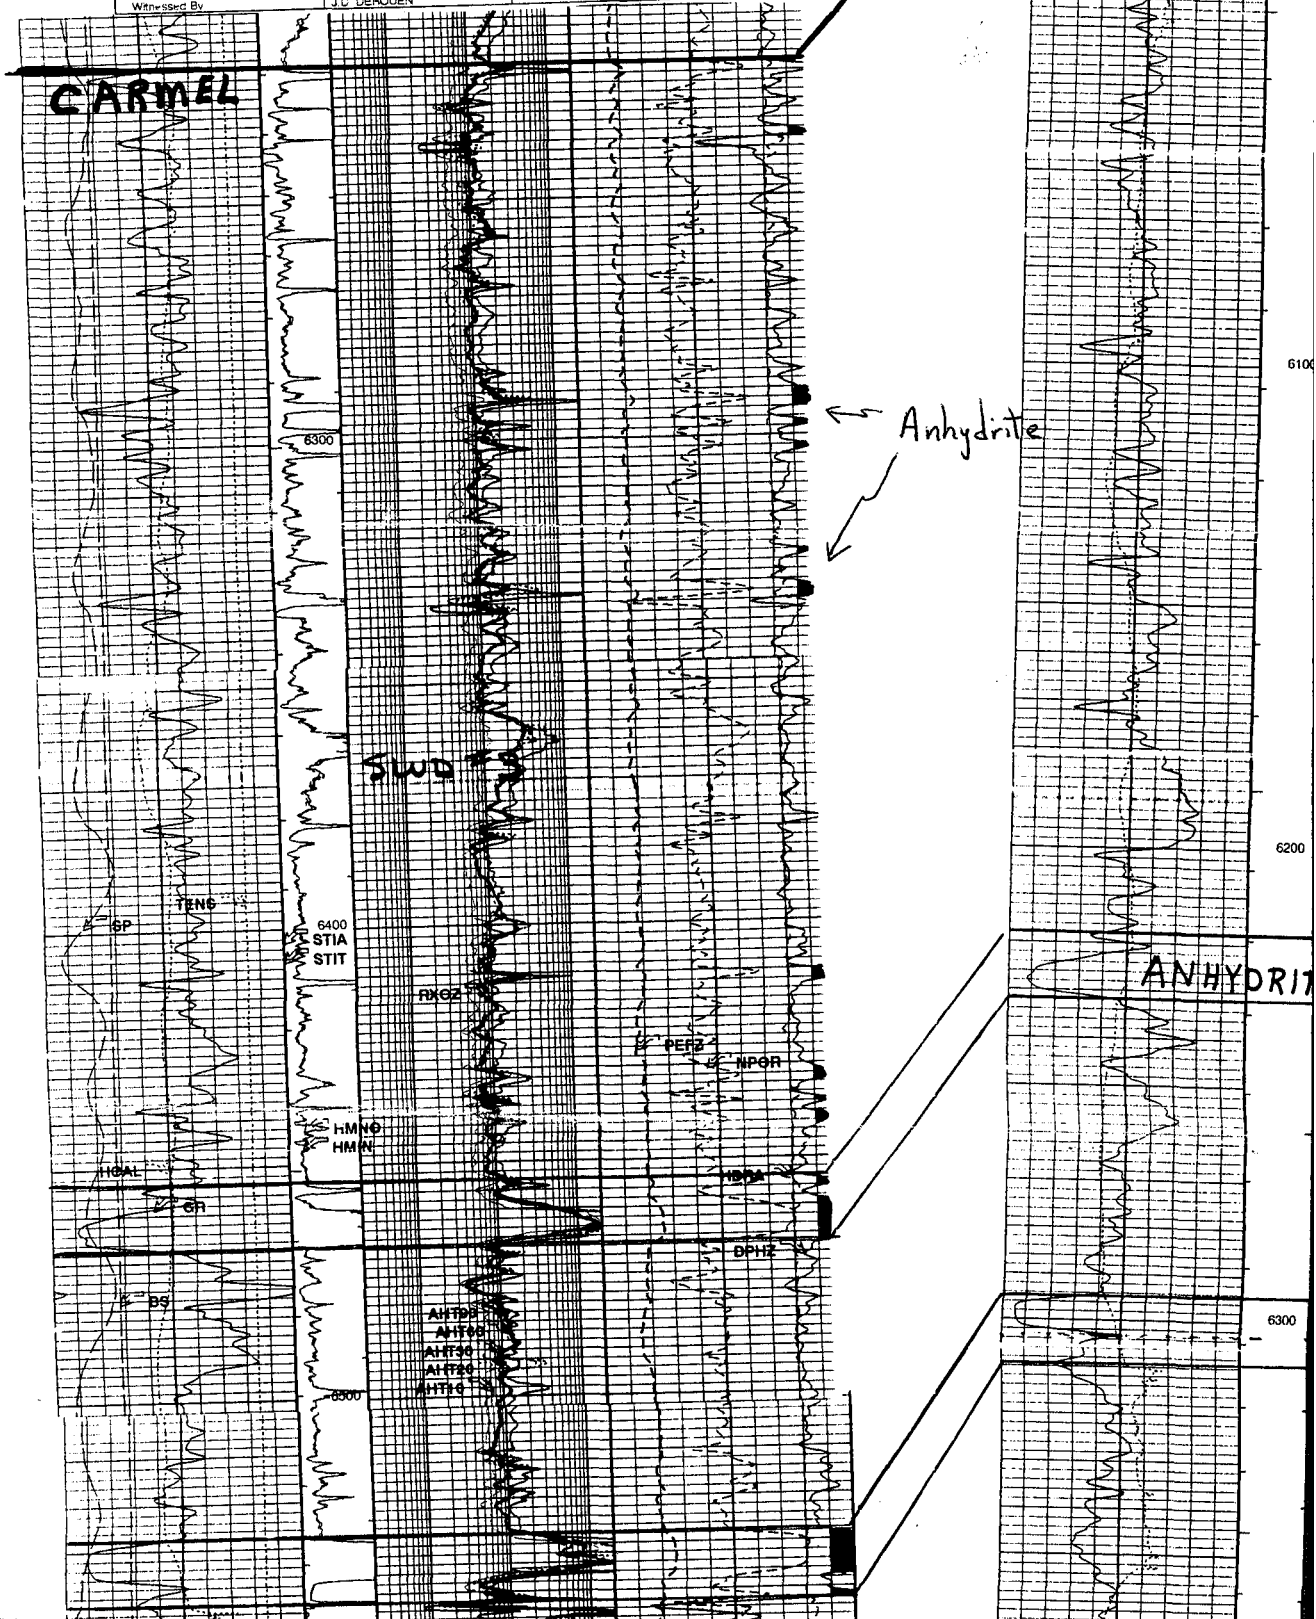 Witnessed By
J.C. DEROUEN
CARMEL
6100
Anhydrite
6300
SWD
6200
TENS
SP
6400
STIA
STIT
ANHYDRIT
RXOZ
PEFZ
NPOR
HMNO
HMIN
HCAL
HDRA
GR
DPHZ
BS
AHT90
AHT60
AHT30
AHT20
AHT10
6300
6500